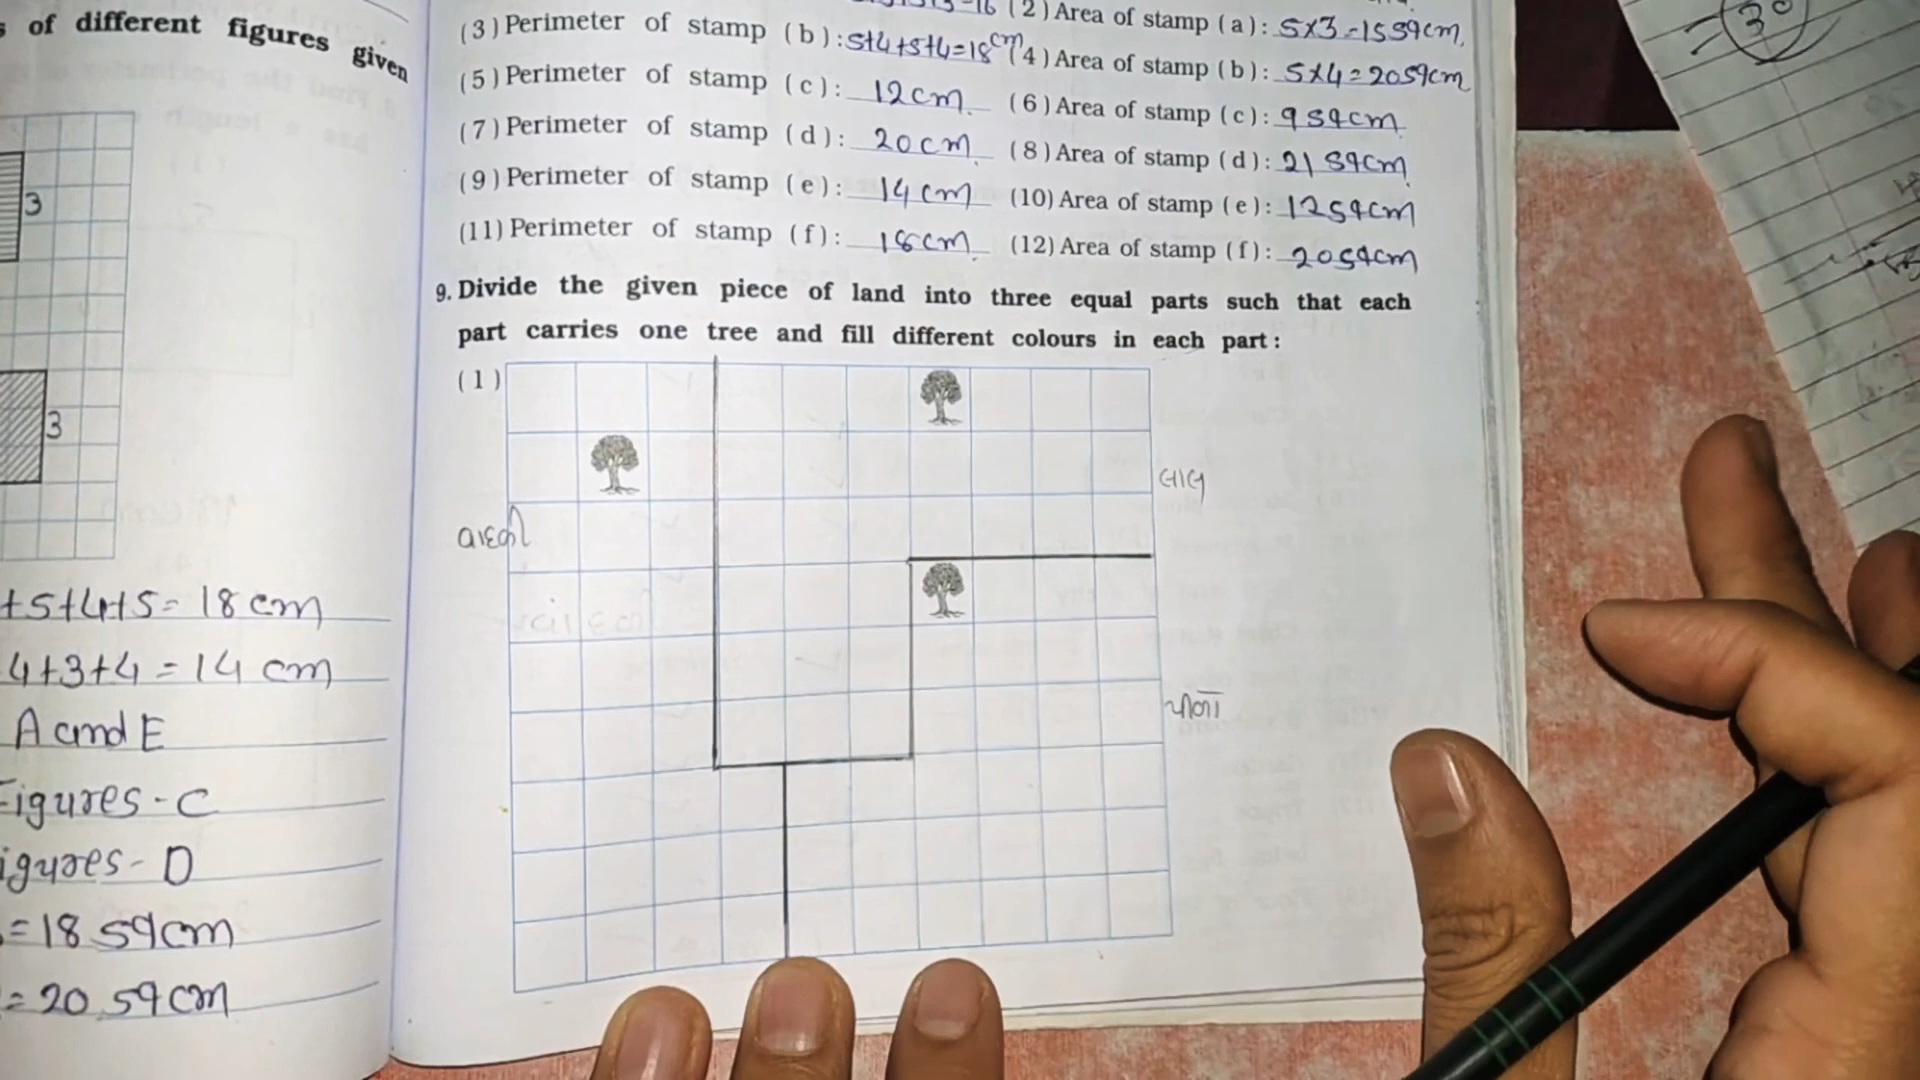 of different figures given
3
3
+5+4+5= 18 cm
4+3+4 = 14 cm
A and E
Figures - C
igures - D
= 18 sqcm
= 20 sqcm
(2) Area of stamp (a): 5×3=15sqcm.
(3) Perimeter of stamp (b): 5+4+5+4=18cm (4) Area of stamp (b): 5×4=20sqcm
(5) Perimeter of stamp (c): 12cm. (6) Area of stamp (c): 9sqcm
(7) Perimeter of stamp (d): 20cm. (8) Area of stamp (d): 21 sqcm.
(9) Perimeter of stamp (e): 14cm (10) Area of stamp (e): 12sqcm
(11) Perimeter of stamp (f): 18cm. (12) Area of stamp (f): 20sqcm
9. Divide the given piece of land into three equal parts such that each
part carries one tree and fill different colours in each part :
(1)
લાલ
વાદળી
30